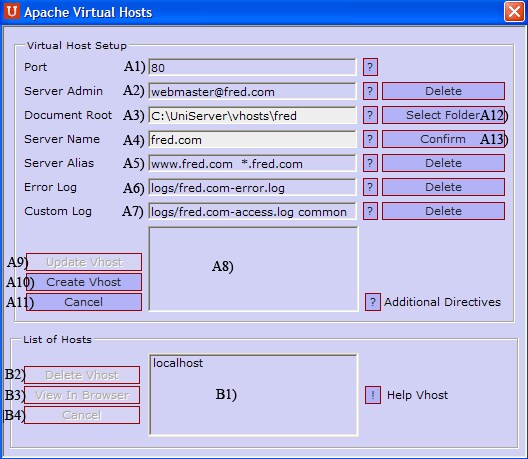 U Apache Virtual Hosts
Virtual Host Setup
Port A1) 80 ?
Server Admin A2) webmaster@fred.com ? Delete
Document Root A3) C:\UniServer\vhosts\fred ? Select Folder A12)
Server Name A4) fred.com ? Confirm A13)
Server Alias A5) www.fred.com *.fred.com ? Delete
Error Log A6) logs/fred.com-error.log ? Delete
Custom Log A7) logs/fred.com-access.log common ? Delete
A9) Update Vhost A8)
A10) Create Vhost
A11) Cancel ? Additional Directives
List of Hosts
localhost
B2) Delete Vhost
B3) View In Browser B1) ! Help Vhost
B4) Cancel